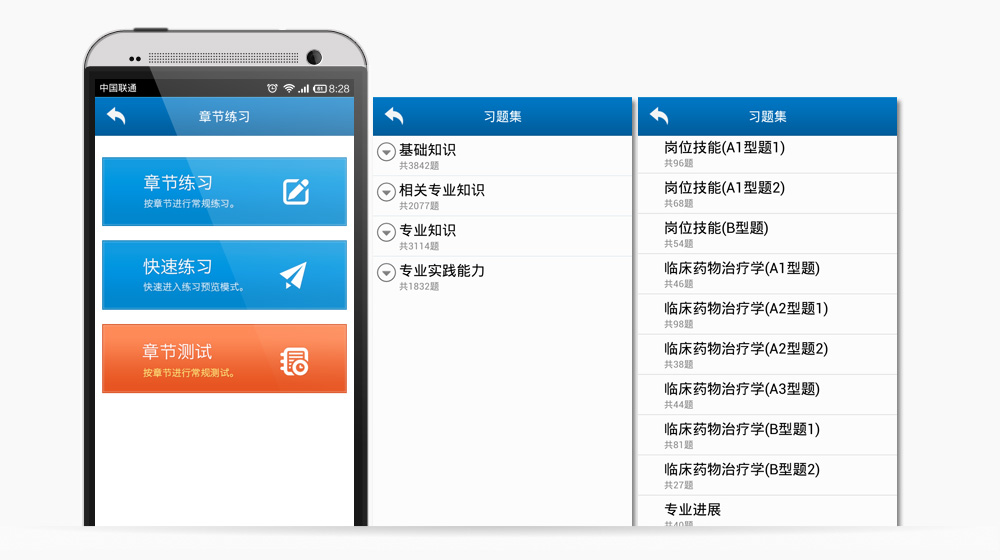 中国联通
61
8:28
章节练习
章节练习
按章节进行常规练习。
快速练习
快速进入练习预览模式。
章节测试
按章节进行常规测试。
习题集
基础知识
共3842题
相关专业知识
共2077题
专业知识
共3114题
专业实践能力
共1832题
习题集
岗位技能(A1型题1)
共96题
岗位技能(A1型题2)
共68题
岗位技能(B型题)
共54题
临床药物治疗学(A1型题)
共46题
临床药物治疗学(A2型题1)
共98题
临床药物治疗学(A2型题2)
共38题
临床药物治疗学(A3型题)
共44题
临床药物治疗学(B型题1)
共81题
临床药物治疗学(B型题2)
共27题
专业进展
共40题